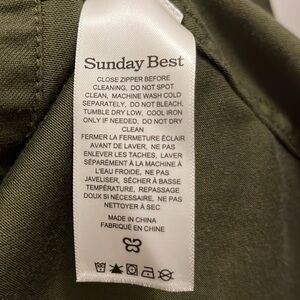 Sunday Best
CLOSE ZIPPER BEFORE
CLEANING, DO NOT SPOT
CLEAN, MACHINE WASH COLD
SEPARATELY, DO NOT BLEACH,
TUMBLE DRY LOW, COOL IRON
ONLY IF NEEDED, DO NOT DRY
CLEAN
FERMER LA FERMETURE ÉCLAIR
AVANT DE LAVER, NE PAS
ENLEVER LES TACHES, LAVER
SÉPARÉMENT À LA MACHINE À
L'EAU FROIDE, NE PAS
JAVELISER, SÉCHER À BASSE
TEMPÉRATURE, REPASSAGE
DOUX SI NÉCESSAIRE, NE PAS
NETTOYER À SEC
MADE IN CHINA
FABRIQUÉ EN CHINE